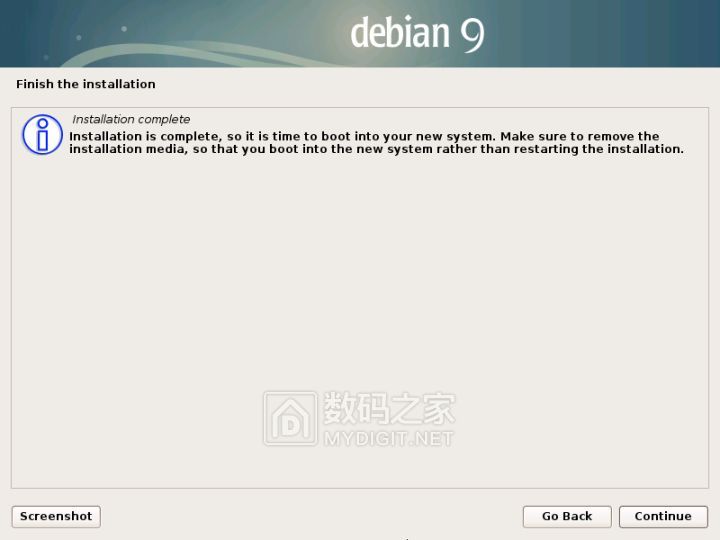 debian 9
Finish the installation
Installation complete
Installation is complete, so it is time to boot into your new system. Make sure to remove the
installation media, so that you boot into the new system rather than restarting the installation.
数码之家
MYDIGIT.NET
Screenshot
Go Back
Continue